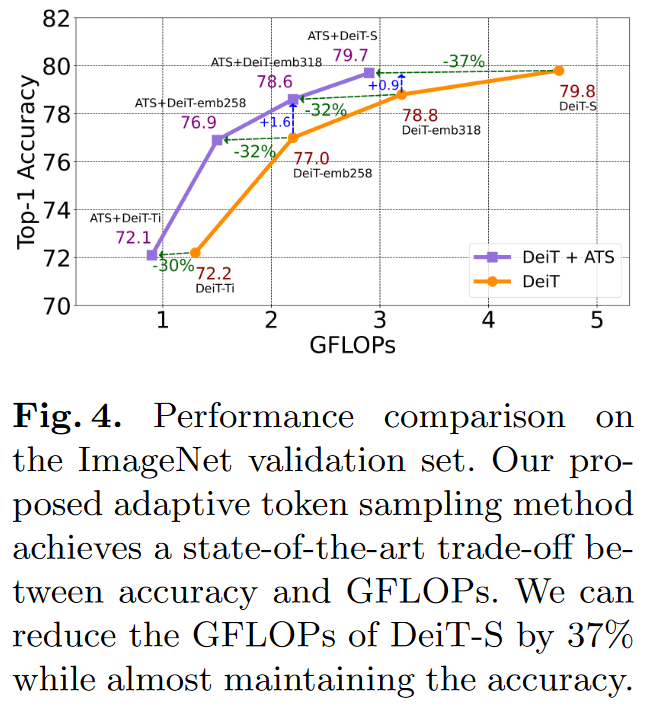 82
80
78
76
74
72
70
Top-1 Accuracy
1
2
3
4
5
GFLOPs
ATS+DeiT-S
79.7
-37%
79.8
DeiT-S
ATS+DeiT-emb318
78.6
+0.9
-32%
78.8
DeiT-emb318
ATS+DeiT-emb258
76.9
+1.6
-32%
77.0
DeiT-emb258
ATS+DeiT-Ti
72.1
-30%
72.2
DeiT-Ti
DeiT + ATS
DeiT
Fig. 4. Performance comparison on
the ImageNet validation set. Our pro-
posed adaptive token sampling method
achieves a state-of-the-art trade-off be-
tween accuracy and GFLOPs. We can
reduce the GFLOPs of DeiT-S by 37%
while almost maintaining the accuracy.